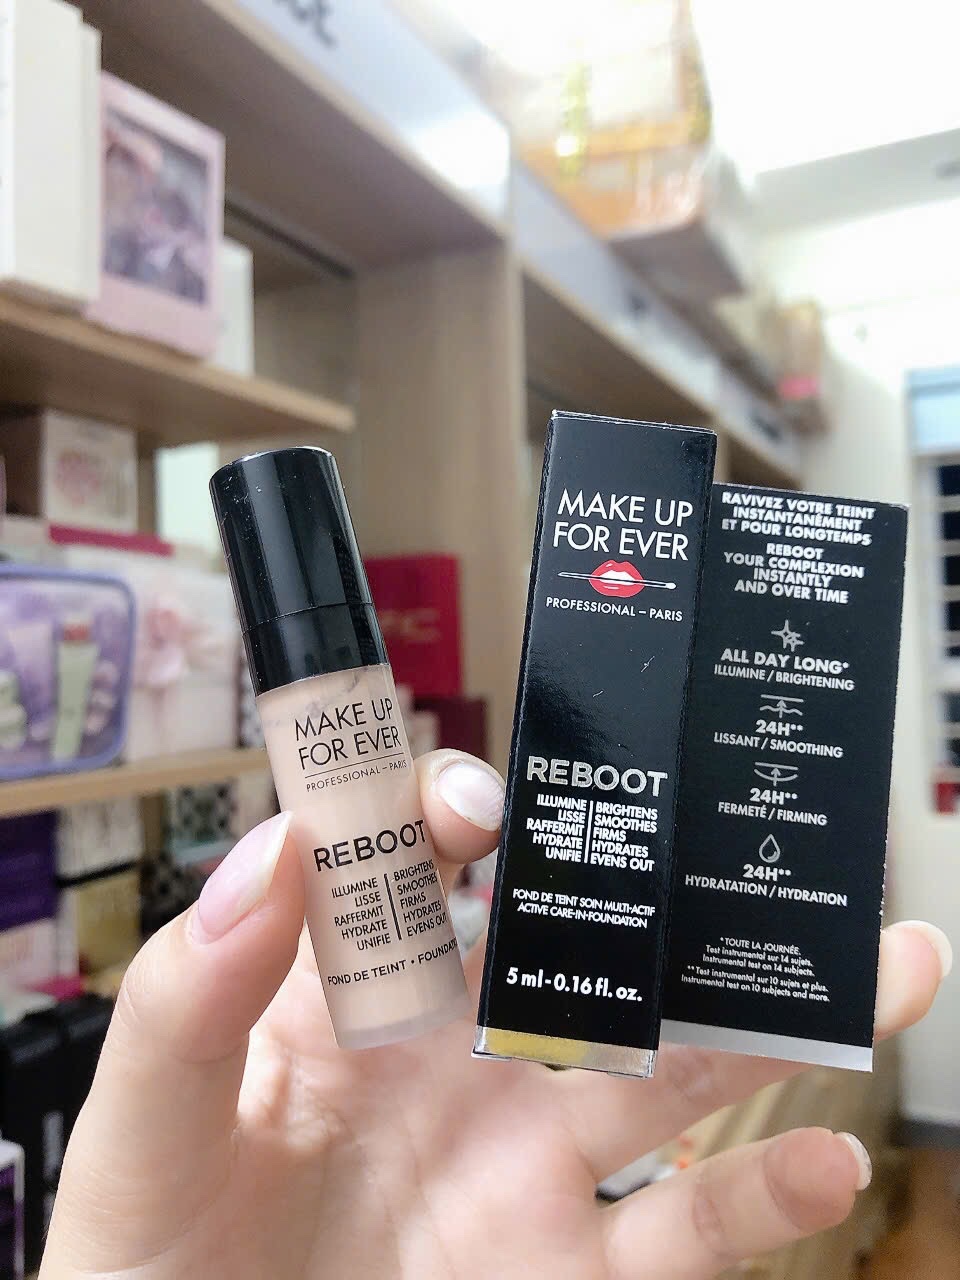 MAKE UP
FOR EVER
PROFESSIONAL – PARIS
REBOOT
ILLUMINE | BRIGHTENS
LISSE | SMOOTHES
RAFFERMIT | FIRMS
HYDRATE | HYDRATES
UNIFIE | EVENS OUT
FOND DE TEINT •
MAKE UP
FOR EVER
PROFESSIONAL – PARIS
REBOOT
ILLUMINE | BRIGHTENS
LISSE | SMOOTHES
RAFFERMIT | FIRMS
HYDRATE | HYDRATES
UNIFIE | EVENS OUT
FOND DE TEINT SOIN MULTI-ACTIF
ACTIVE CARE-IN-FOUNDATION
5 ml - 0.16 fl. oz.
RAVIVEZ VOTRE TEINT
INSTANTANÉMENT
ET POUR LONGTEMPS
REBOOT
YOUR COMPLEXION
INSTANTLY
AND OVER TIME
ALL DAY LONG*
ILLUMINE / BRIGHTENING
24H**
LISSANT / SMOOTHING
24H**
FERMETÉ / FIRMING
24H**
HYDRATATION / HYDRATION
*TOUTE LA JOURNÉE.
Test instrumental sur 14 sujets.
Instrumental test on 14 subjects.
**Test instrumental sur 10 sujets et plus.
Instrumental test on 10 subjects and more.